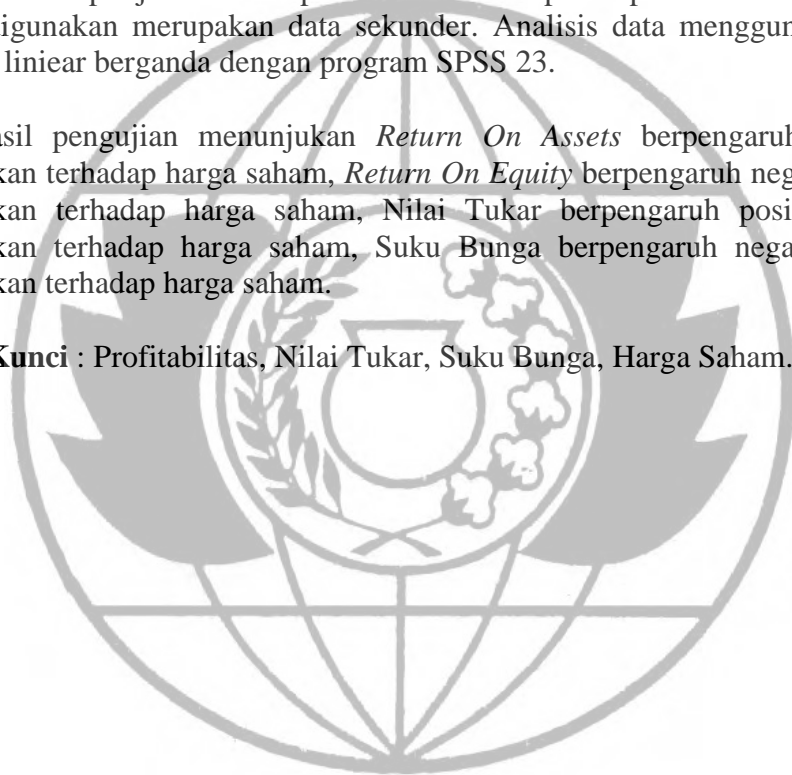 digunakan merupakan data sekunder. Analisis data menggun
liniear berganda dengan program SPSS 23.
asil pengujian menunjukan Return On Assets berpengaruh
kan terhadap harga saham, Return On Equity berpengaruh neg
kan terhadap harga saham, Nilai Tukar berpengaruh posi
kan terhadap harga saham, Suku Bunga berpengaruh nega
kan terhadap harga saham.
Kunci : Profitabilitas, Nilai Tukar, Suku Bunga, Harga Saham.